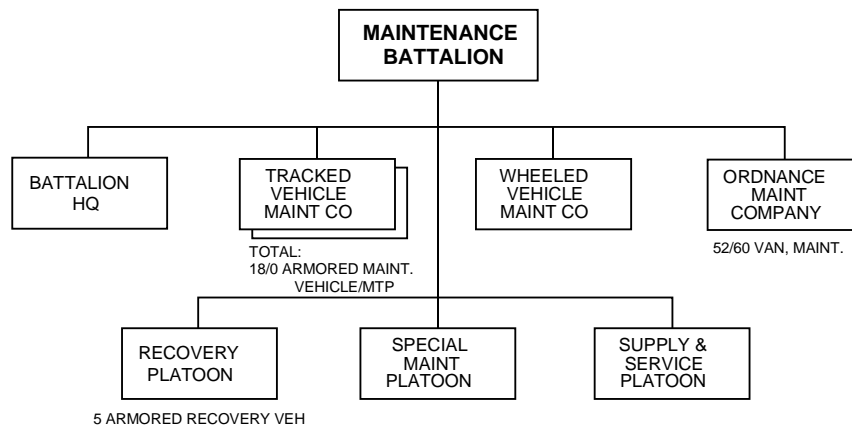 MAINTENANCE
BATTALION
BATTALION
HQ
TRACKED
VEHICLE
MAINT CO
TOTAL:
18/0 ARMORED MAINT.
VEHICLE/MTP
WHEELED
VEHICLE
MAINT CO
ORDNANCE
MAINT
COMPANY
52/60 VAN, MAINT.
RECOVERY
PLATOON
5 ARMORED RECOVERY VEH
SPECIAL
MAINT
PLATOON
SUPPLY &
SERVICE
PLATOON